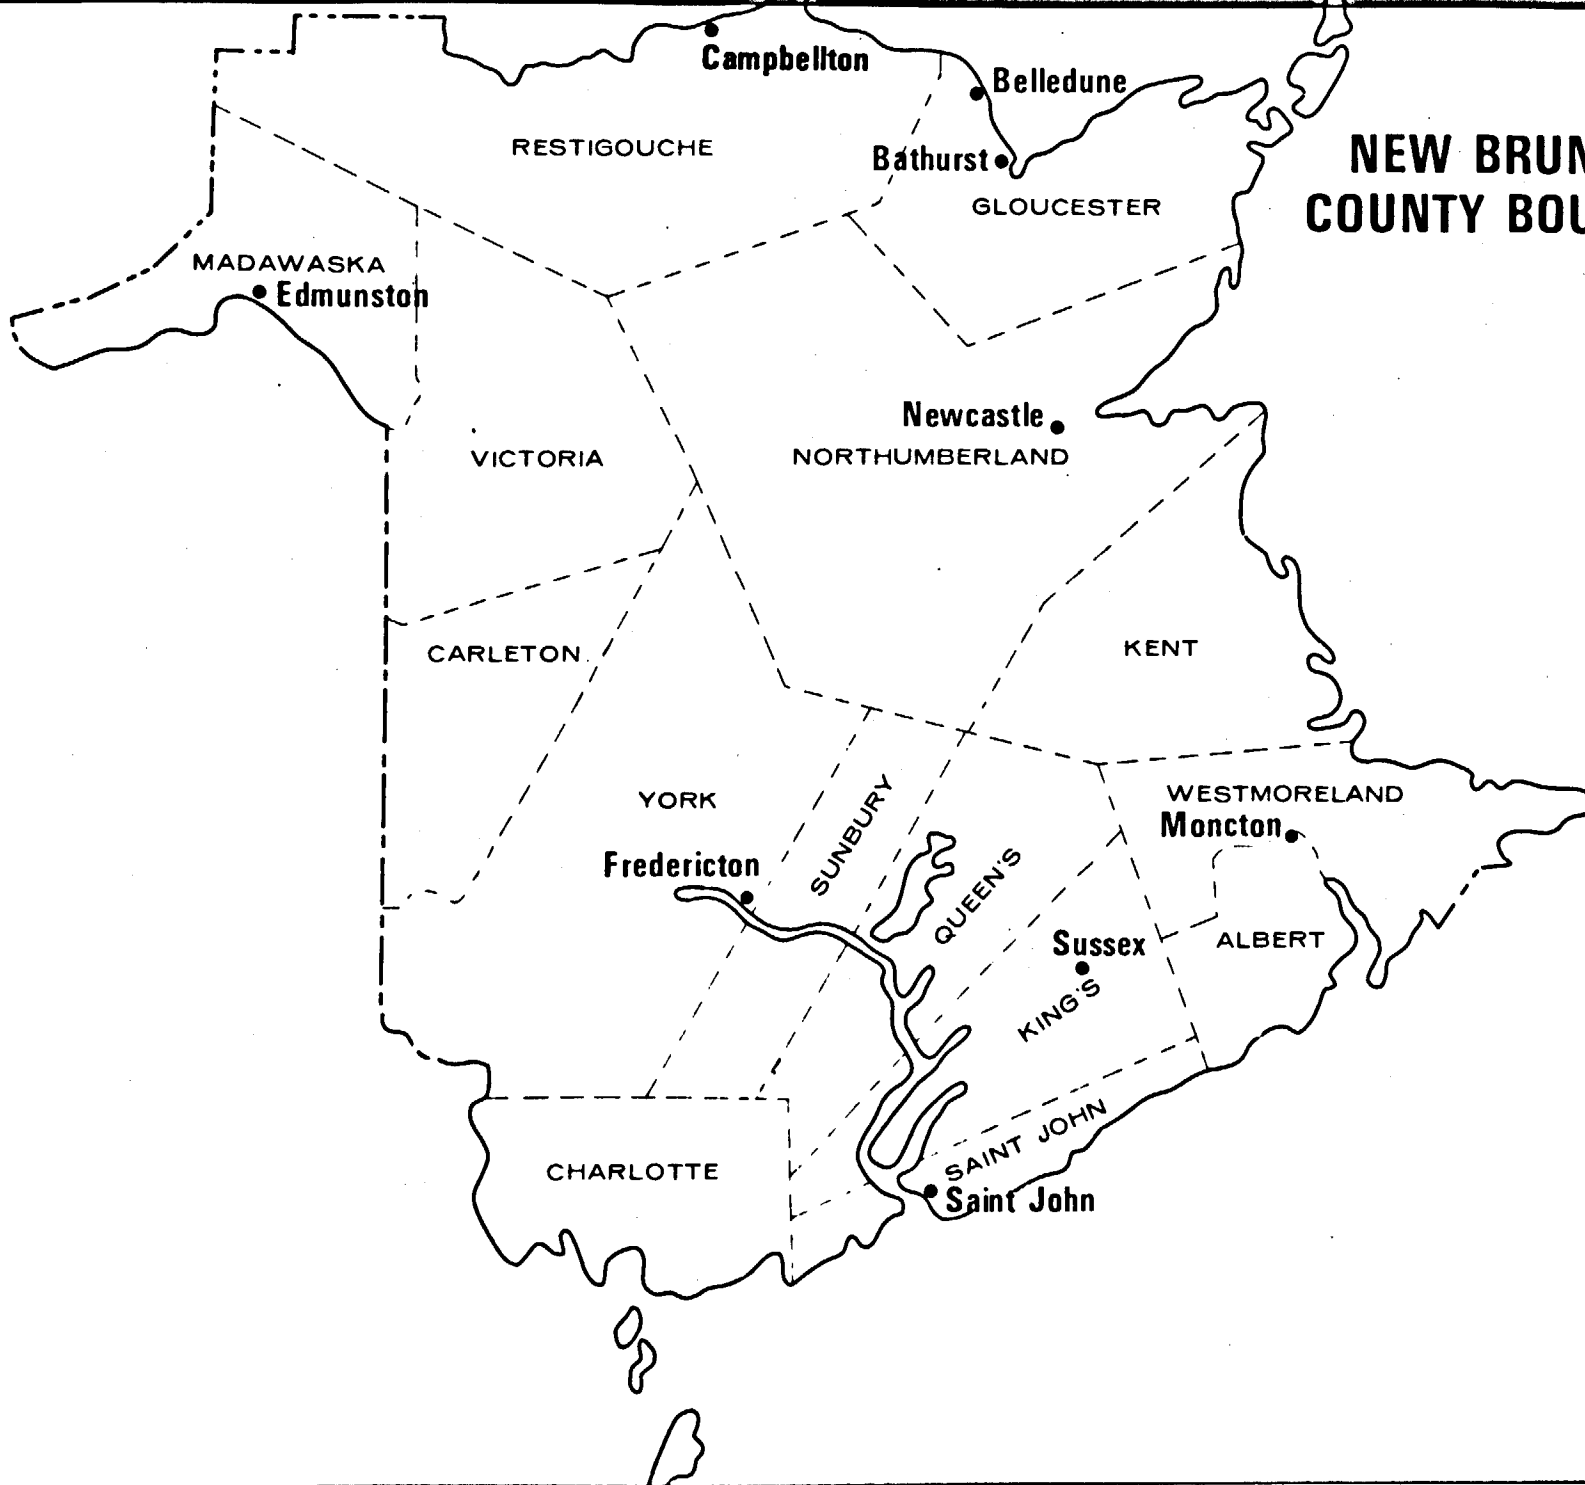 Campbellton
Belledune
RESTIGOUCHE
Bathurst
NEW BRUN
COUNTY BOU
GLOUCESTER
MADAWASKA
Edmunston
Newcastle
NORTHUMBERLAND
VICTORIA
CARLETON
KENT
YORK
SUNBURY
WESTMORELAND
Moncton
Fredericton
QUEEN'S
Sussex
ALBERT
KING'S
SAINT JOHN
CHARLOTTE
Saint John